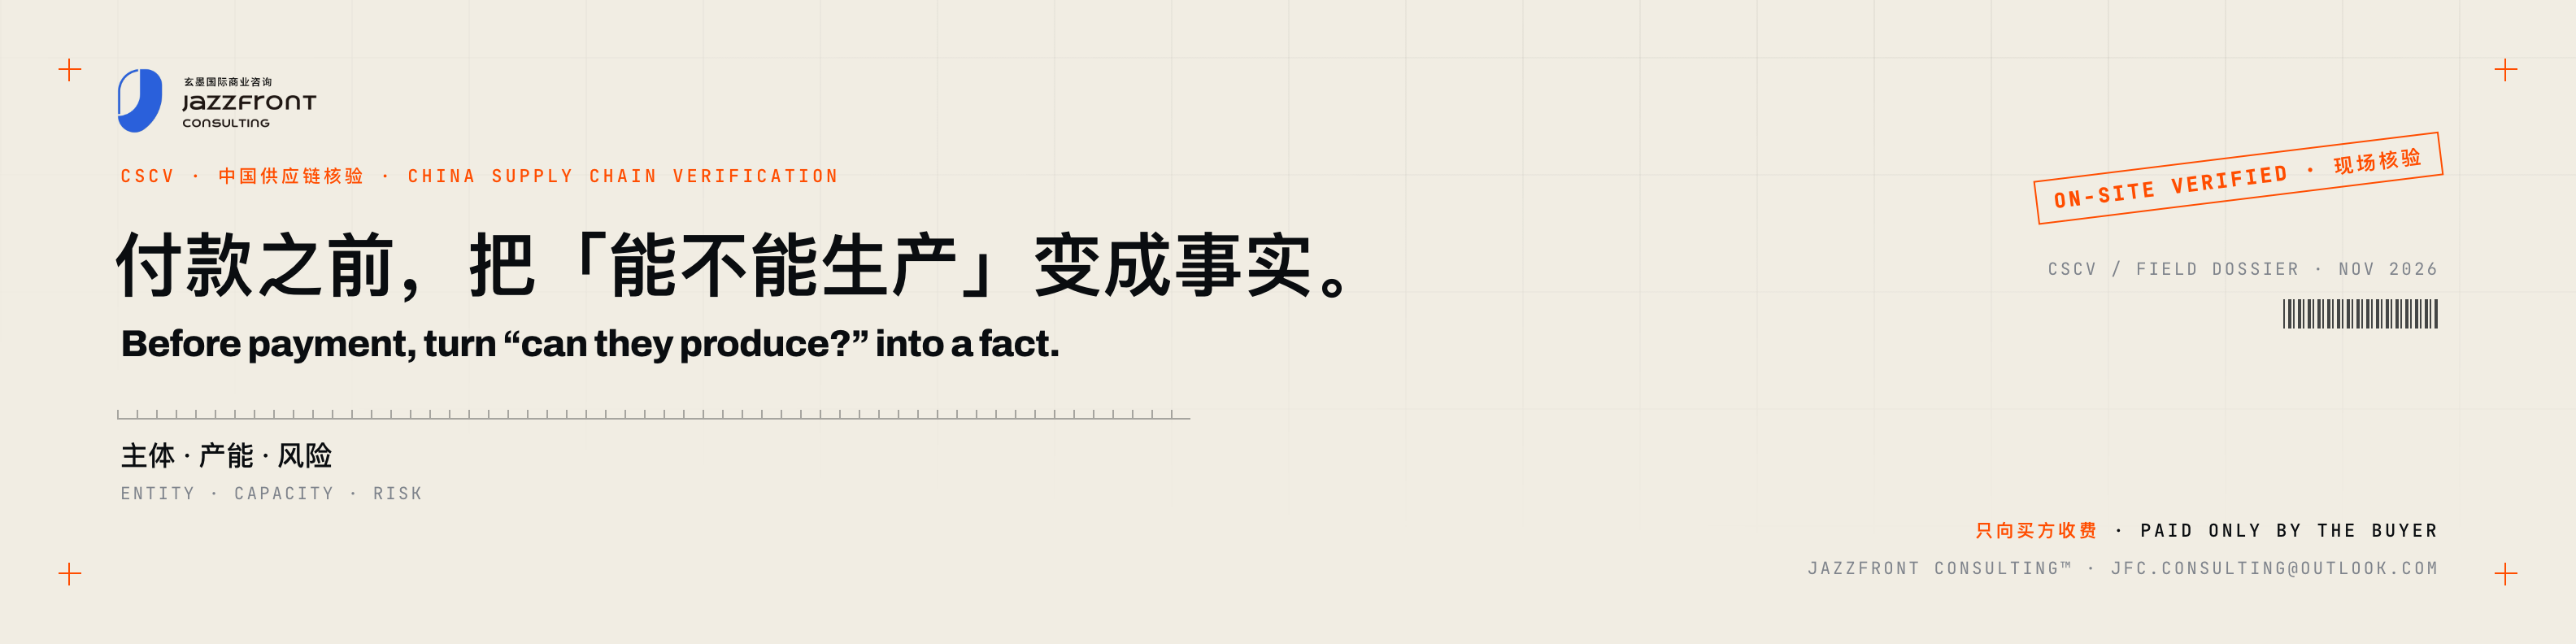 玄墨国际商业咨询
JazzFront
CONSULTING
CSCV · 中国供应链核验 · CHINA SUPPLY CHAIN VERIFICATION
付款之前，把「能不能生产」变成事实。
Before payment, turn “can they produce?” into a fact.
主体 · 产能 · 风险
ENTITY · CAPACITY · RISK
ON-SITE VERIFIED · 现场核验
CSCV / FIELD DOSSIER · NOV 2026
只向买方收费 · PAID ONLY BY THE BUYER
JAZZFRONT CONSULTING™ · JFC.CONSULTING@OUTLOOK.COM